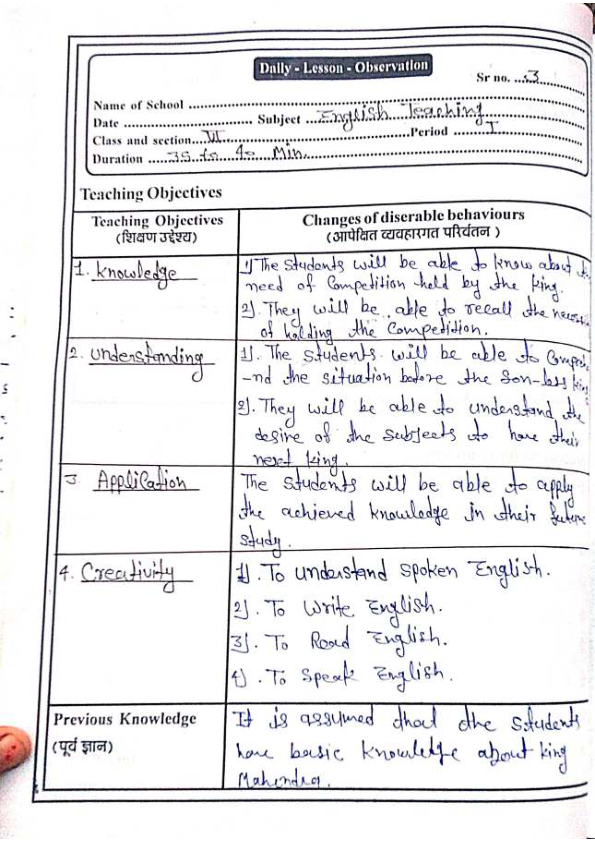 Daily - Lesson - Observation
Sr no. ...3
Name of School
Date Subject English Teaching
Class and section VI Period I
Duration 35 to 40 Min.
Teaching Objectives
Teaching Objectives
(शिक्षण उद्देश्य)
Changes of diserable behaviours
(आपेक्षित व्यवहारगत परिर्वतन )
1. Knowledge
1) The Students will be able to know about
need of Competition held by the king.
2). They will be able to recall the
of holding the Competition.
2. Understanding
1). The Students will be able to Compreh
-nd the situation before the Son-less king
2). They will be able to understand the
desire of the subjects to have their
next king.
3. Application
The Students will be able to apply
the achieved knowledge in their future
study.
4. Creativity
1). To understand spoken English.
2). To Write English.
3). To Read English.
4). To Speak English.
Previous Knowledge
(पूर्व ज्ञान)
It is assumed that the Students
have basic knowledge about king
Mahendra.